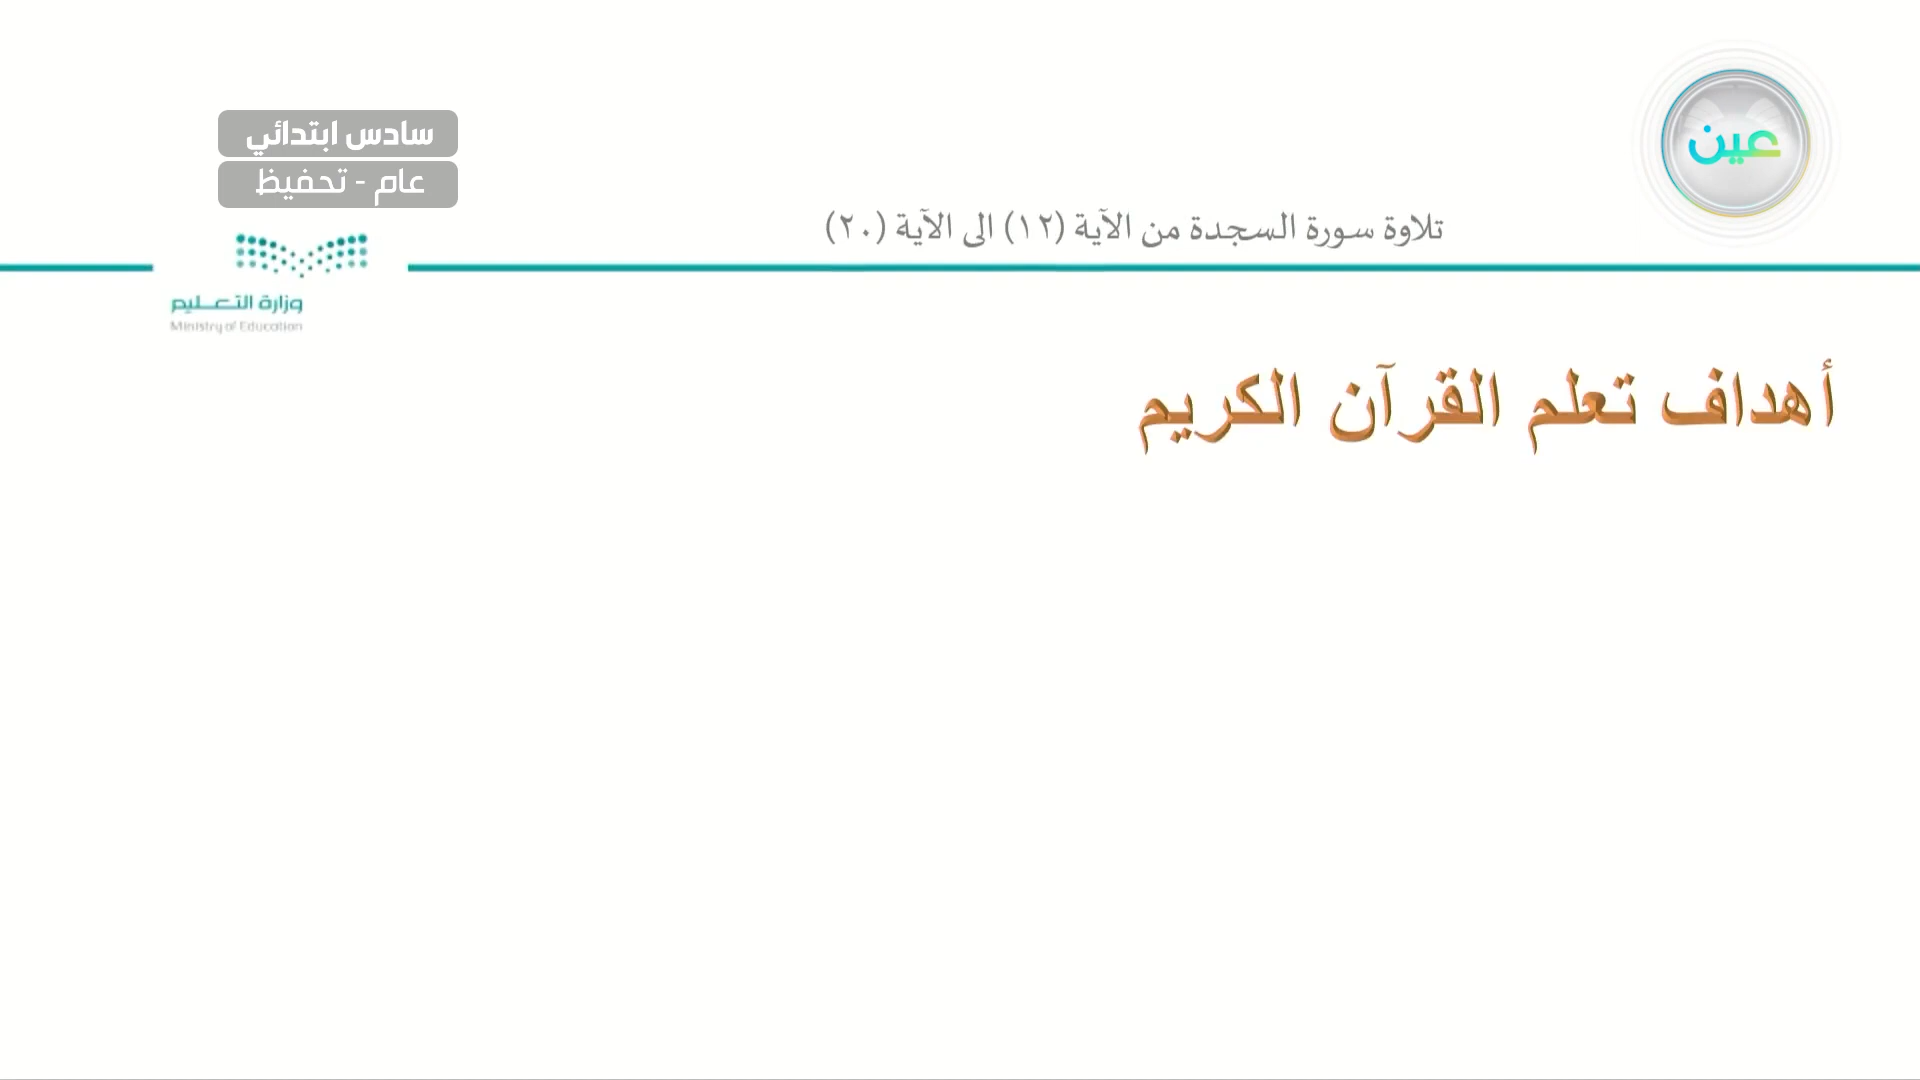 عين
سادس ابتدائي
عام - تحفيظ
تلاوة سورة السجدة من الآية (١٢) الى الآية (٢٠)
وزارة التعليم
Ministry of Education
أهداف تعلم القرآن الكريم